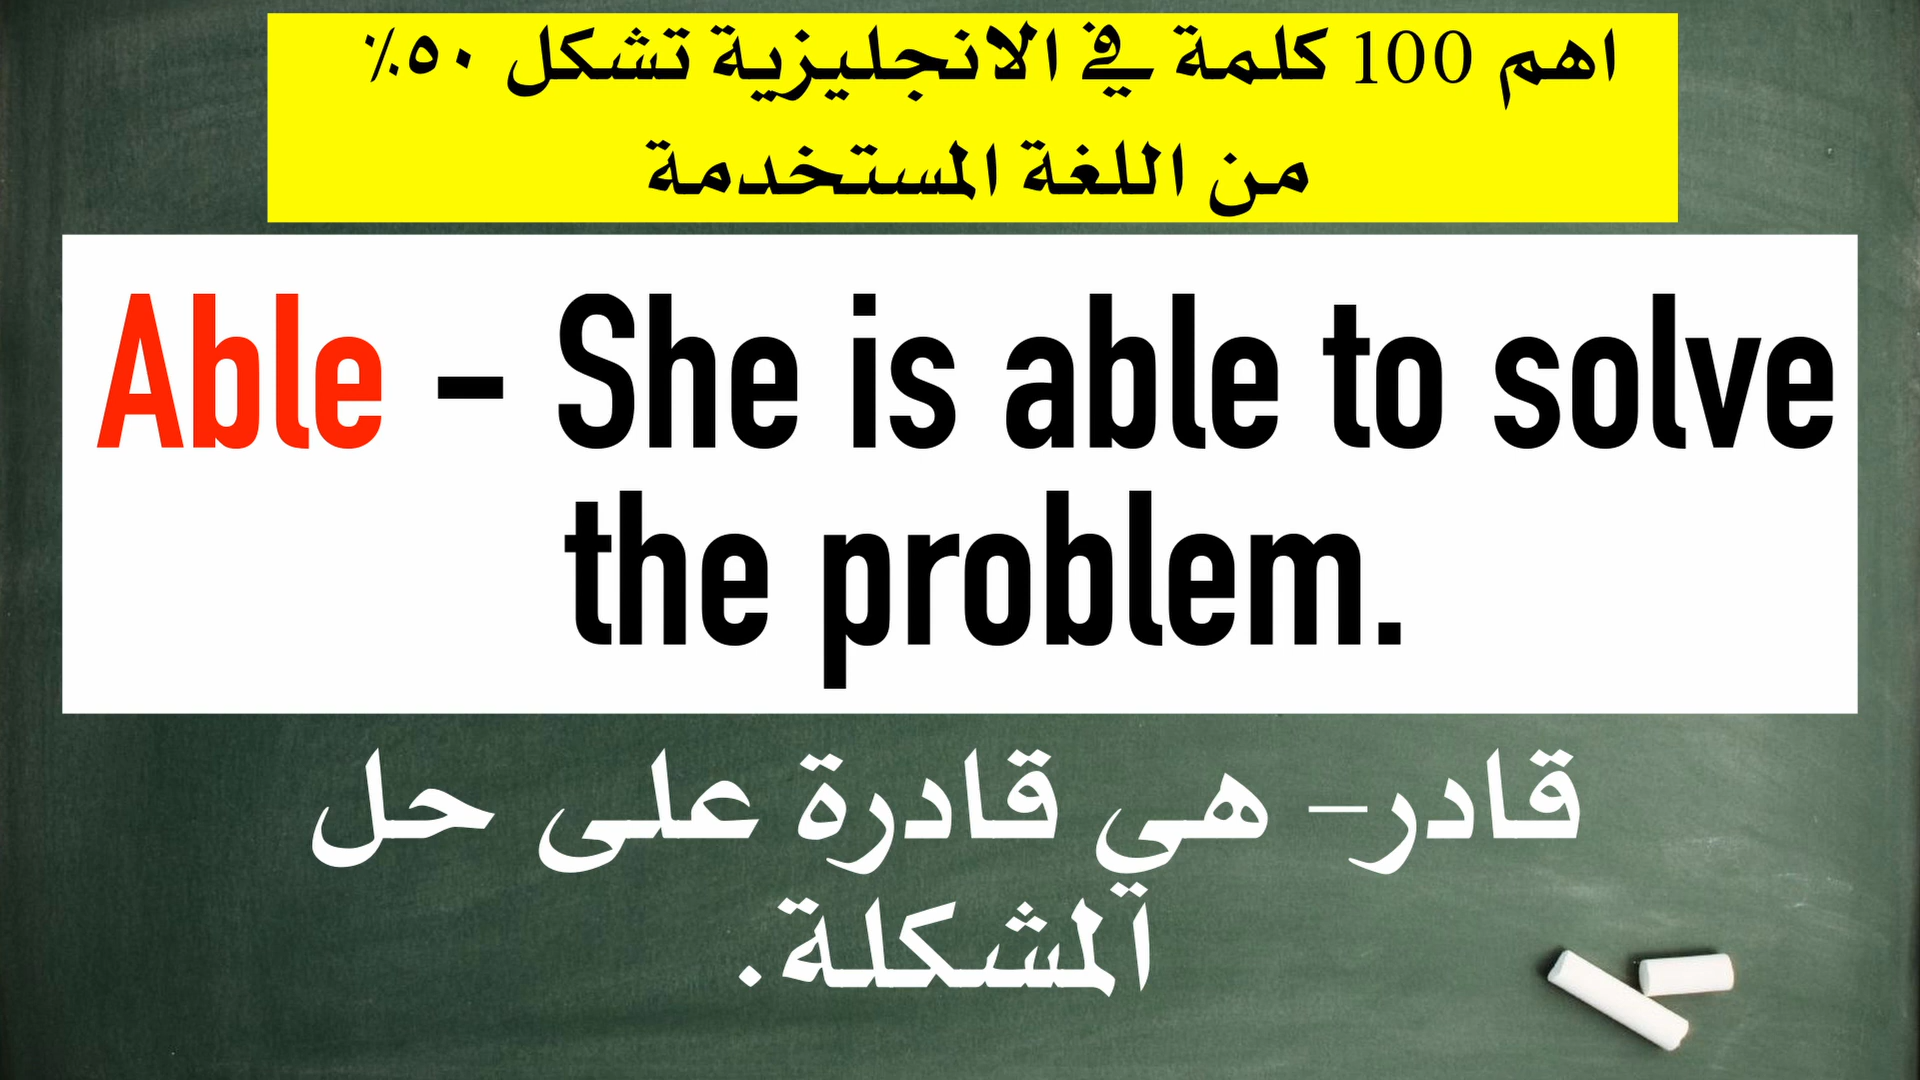 اهم 100 كلمة في الانجليزية تشكل ٥٠٪
من اللغة المستخدمة
Able – She is able to solve
the problem.
قادر– هي قادرة على حل
المشكلة.